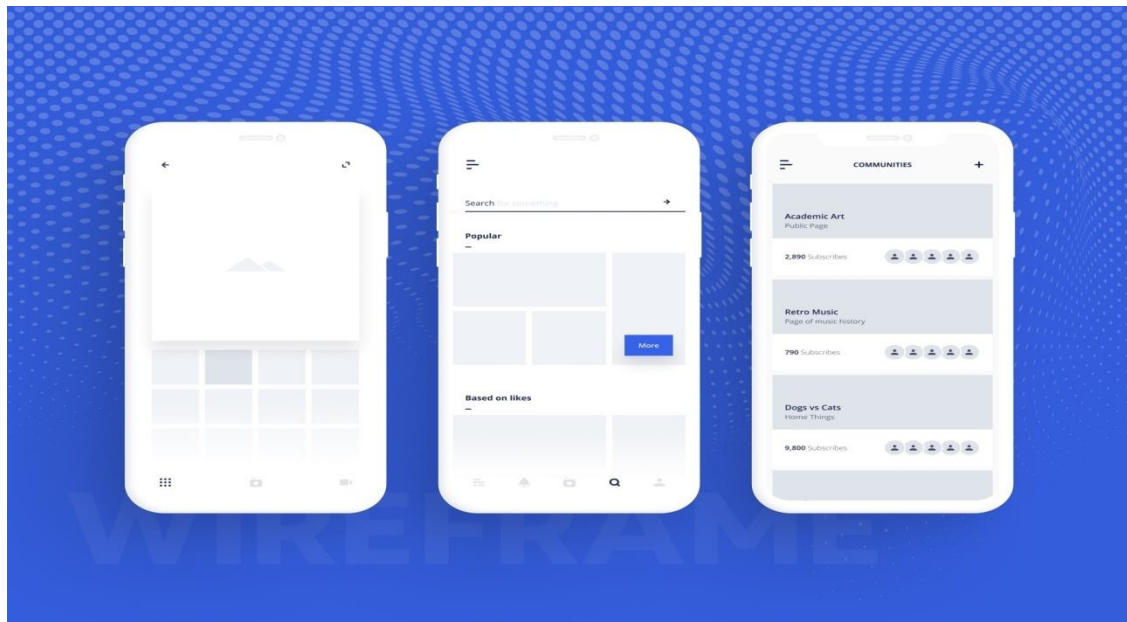 Search for something
Popular
More
Based on likes
COMMUNITIES
Academic Art
Public Page
2,890 Subscribes
Retro Music
Page of music history
790 Subscribes
Dogs vs Cats
Home Things
9,800 Subscribes
WIREFRAME